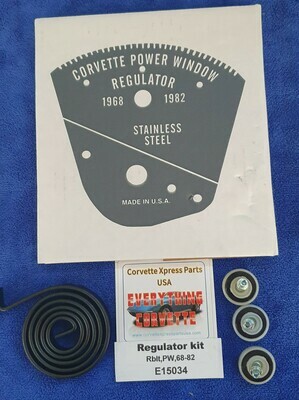 CORVETTE POWER WINDOW
REGULATOR
1968 1982
STAINLESS
STEEL
MADE IN U.S.A.
Corvette Xpress Parts
USA
EVERYTHING
CORVETTE
Regulator kit
Rblt,PW,68-82
E15034